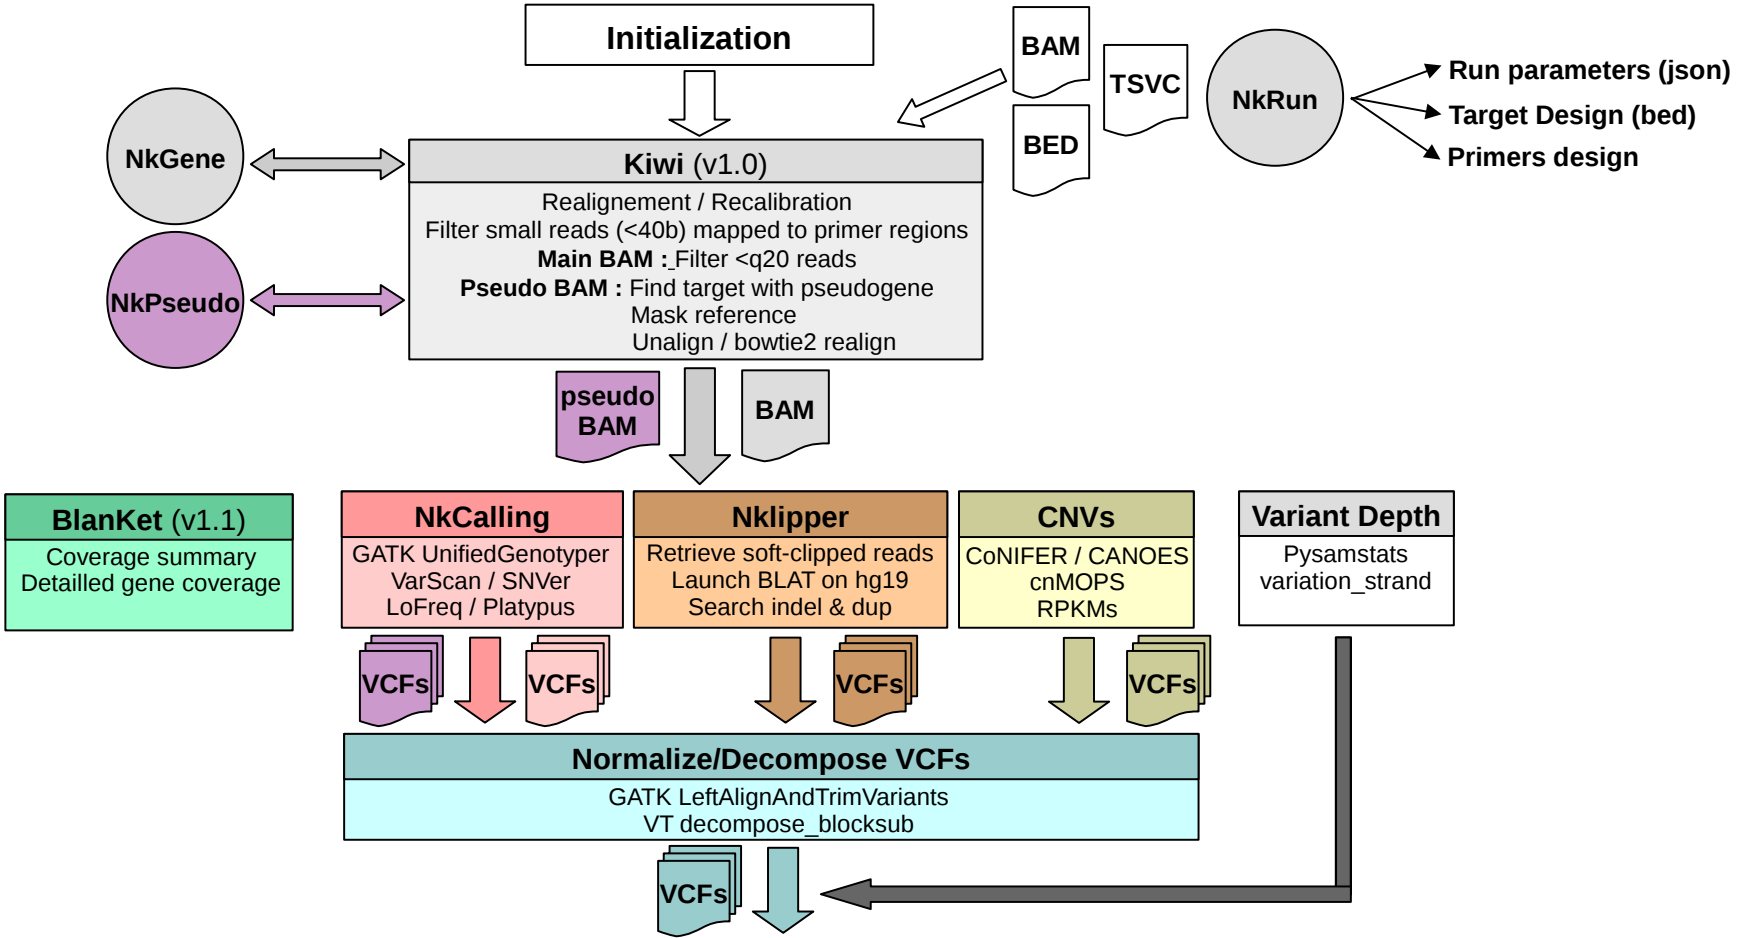 Initialization
BAM
TSVC
BED
NkRun
Run parameters (json)
Target Design (bed)
Primers design
NkGene
NkPseudo
Kiwi (v1.0)
Realignement / Recalibration
Filter small reads (<40b) mapped to primer regions
Main BAM : Filter <q20 reads
Pseudo BAM : Find target with pseudogene
Mask reference
Unalign / bowtie2 realign
pseudo
BAM
BAM
BlanKet (v1.1)
Coverage summary
Detailled gene coverage
NkCalling
GATK UnifiedGenotyper
VarScan / SNVer
LoFreq / Platypus
Nklipper
Retrieve soft-clipped reads
Launch BLAT on hg19
Search indel & dup
CNVs
CoNIFER / CANOES
cnMOPS
RPKMs
Variant Depth
Pysamstats
variation_strand
VCFs
VCFs
VCFs
VCFs
Normalize/Decompose VCFs
GATK LeftAlignAndTrimVariants
VT decompose_blocksub
VCFs